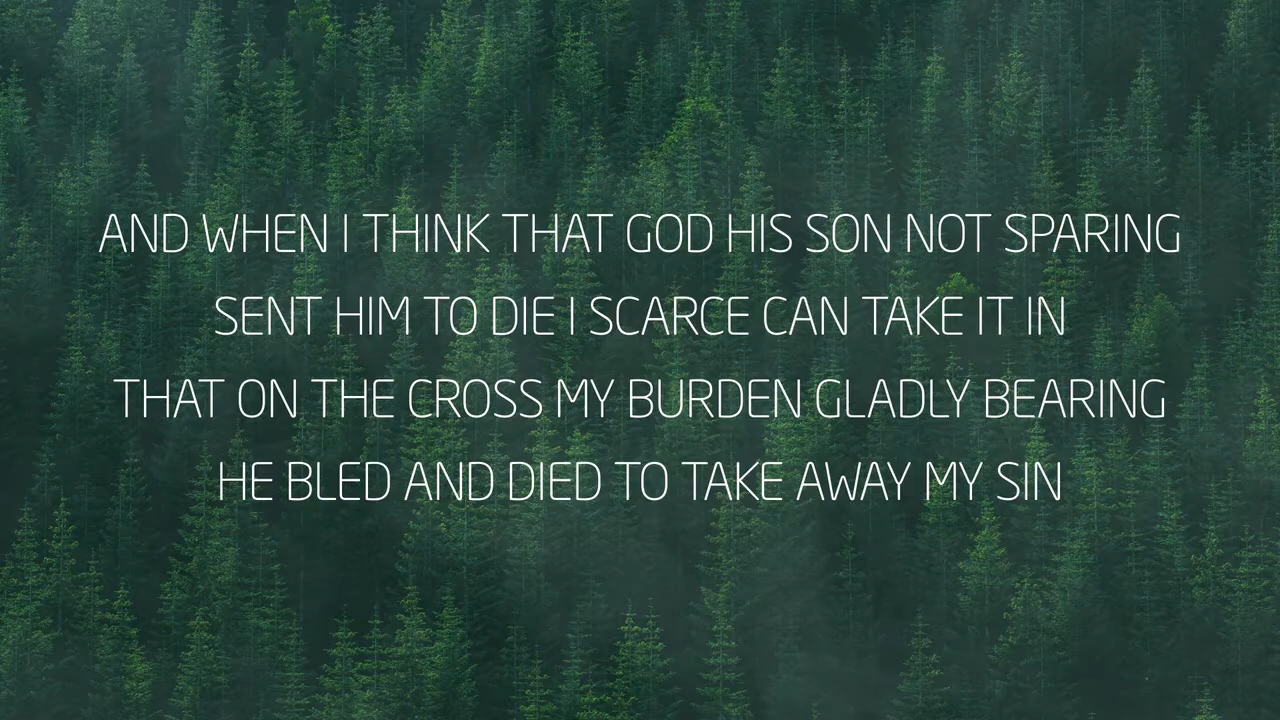 AND WHEN I THINK THAT GOD HIS SON NOT SPARING
SENT HIM TO DIE I SCARCE CAN TAKE IT IN
THAT ON THE CROSS MY BURDEN GLADLY BEARING
HE BLED AND DIED TO TAKE AWAY MY SIN